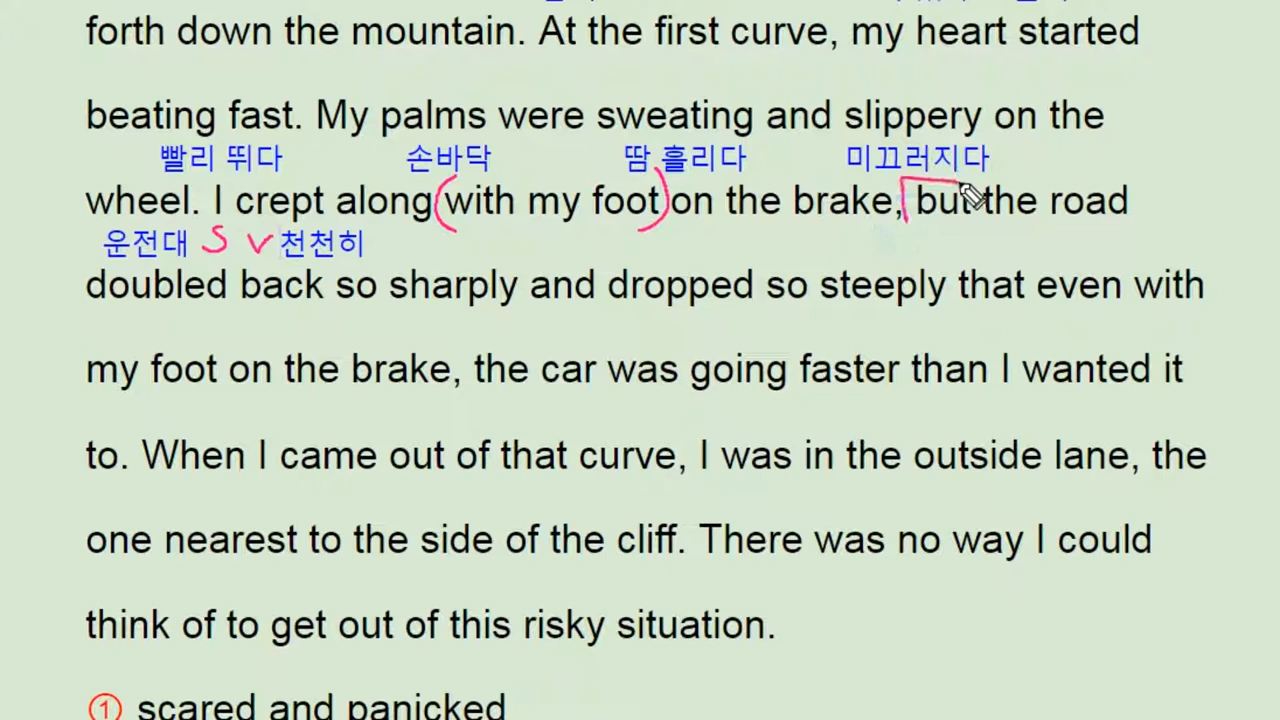 forth down the mountain. At the first curve, my heart started
beating fast. My palms were sweating and slippery on the
빨리 뛰다 손바닥 땀 흘리다 미끄러지다
wheel. I crept along (with my foot) on the brake, but the road
운전대 S V 천천히
doubled back so sharply and dropped so steeply that even with
my foot on the brake, the car was going faster than I wanted it
to. When I came out of that curve, I was in the outside lane, the
one nearest to the side of the cliff. There was no way I could
think of to get out of this risky situation.
① scared and panicked